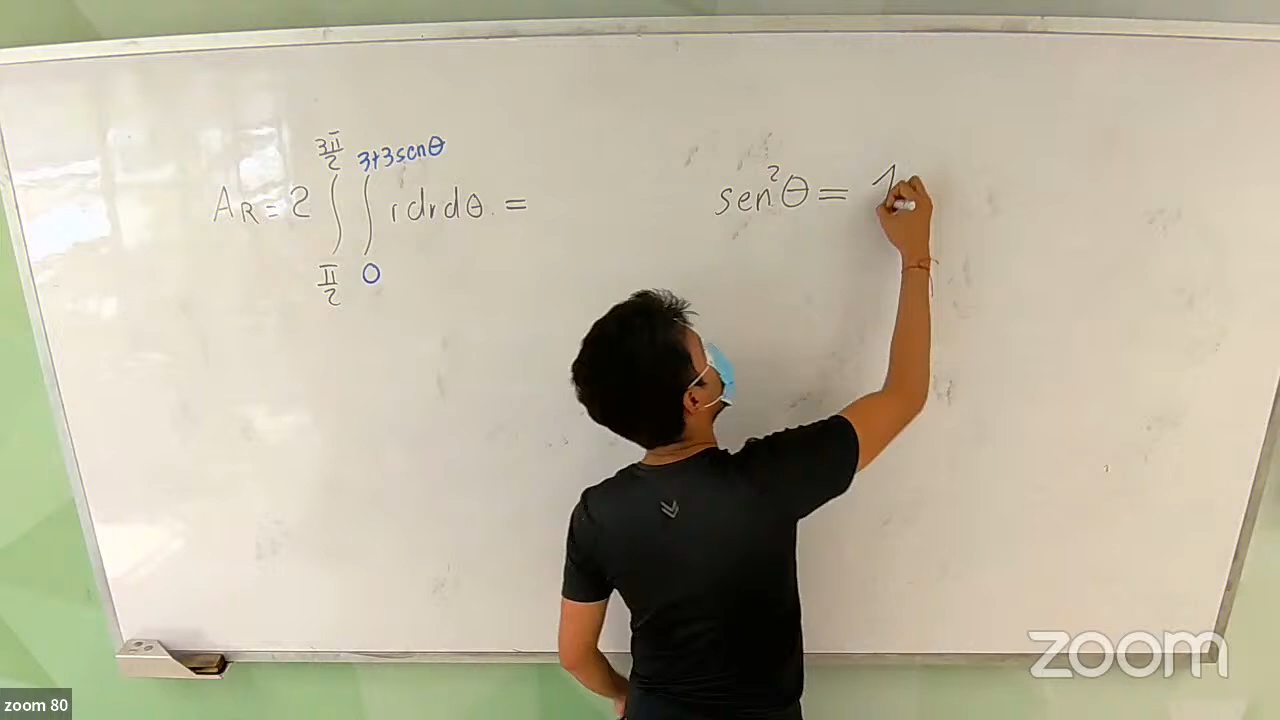 3π/2 3+3senθ
A_R = 2 ∫ ∫ r dr dθ =
π/2 0
sen²θ = 1
zoom
zoom 80